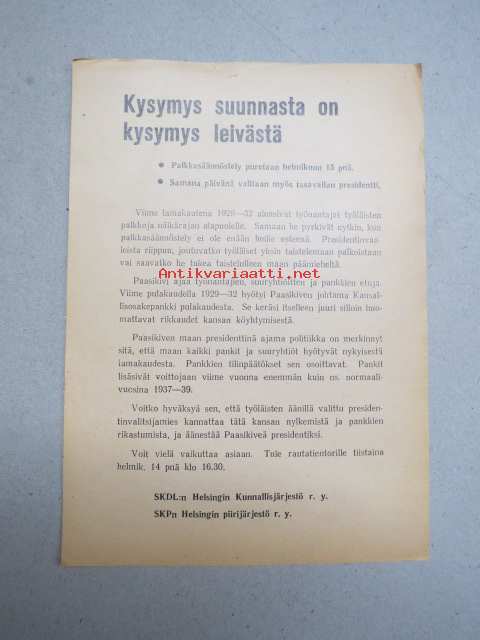 Kysymys suunnasta on
kysymys leivästä
● Palkkasäännöstely puretaan helmikuun 15 pnä.
● Samana päivänä valitaan myös tasavallan presidentti.
Viime lamakautena 1929—32 alensivat työnantajat työläisten
palkkoja nälkärajan alapuolelle. Samaan he pyrkivät nytkin, kun
palkkasäännöstely ei ole enään heille esteenä. Presidentinvaa-
leista riippuu, joutuvatko työläiset yksin taistelemaan palkoistaan
vai saavatko he tukea taistelulleen maan päämieheltä.
Antikvariaatti.net
Paasikivi ajaa työnantajien, suuryhtiöitten ja pankkien etuja.
Viime pulakaudella 1929—32 hyötyi Paasikiven johtama Kansal-
lisosakepankki pulakaudesta. Se keräsi itselleen juuri silloin suu-
mattavat rikkaudet kansan köyhtymisestä.
Paasikiven maan presidenttinä ajama politiikka on merkinnyt
sitä, että maan kaikki pankit ja suuryhtiöt hyötyvät nykyisestä
lamakaudesta. Pankkien tilinpäätökset sen osoittavat. Pankit
lisäsivät voittojaan viime vuonna enemmän kuin os. normaali-
vuosina 1937—39.
Voitko hyväksyä sen, että työläisten äänillä valittu presiden-
tinvalitsijamies kannattaa tätä kansan nylkemistä ja pankkien
rikastumista, ja äänestää Paasikiveä presidentiksi.
Voit vielä vaikuttaa asiaan. Tule rautatientorille tiistaina
helmik. 14 pnä klo 16.30.
SKDL:n Helsingin Kunnallisjärjestö r. y.
SKP:n Helsingin piirijärjestö r. y.